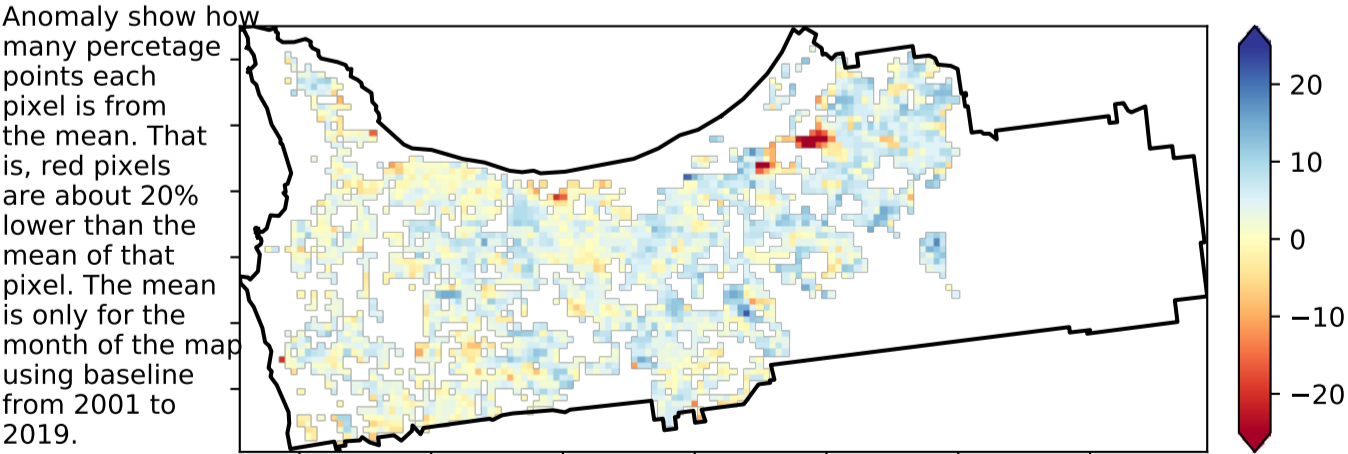 Anomaly show how
many percetage
points each
pixel is from
the mean. That
is, red pixels
are about 20%
lower than the
mean of that
pixel. The mean
is only for the
month of the map
using baseline
from 2001 to
2019.
20
10
0
−10
−20